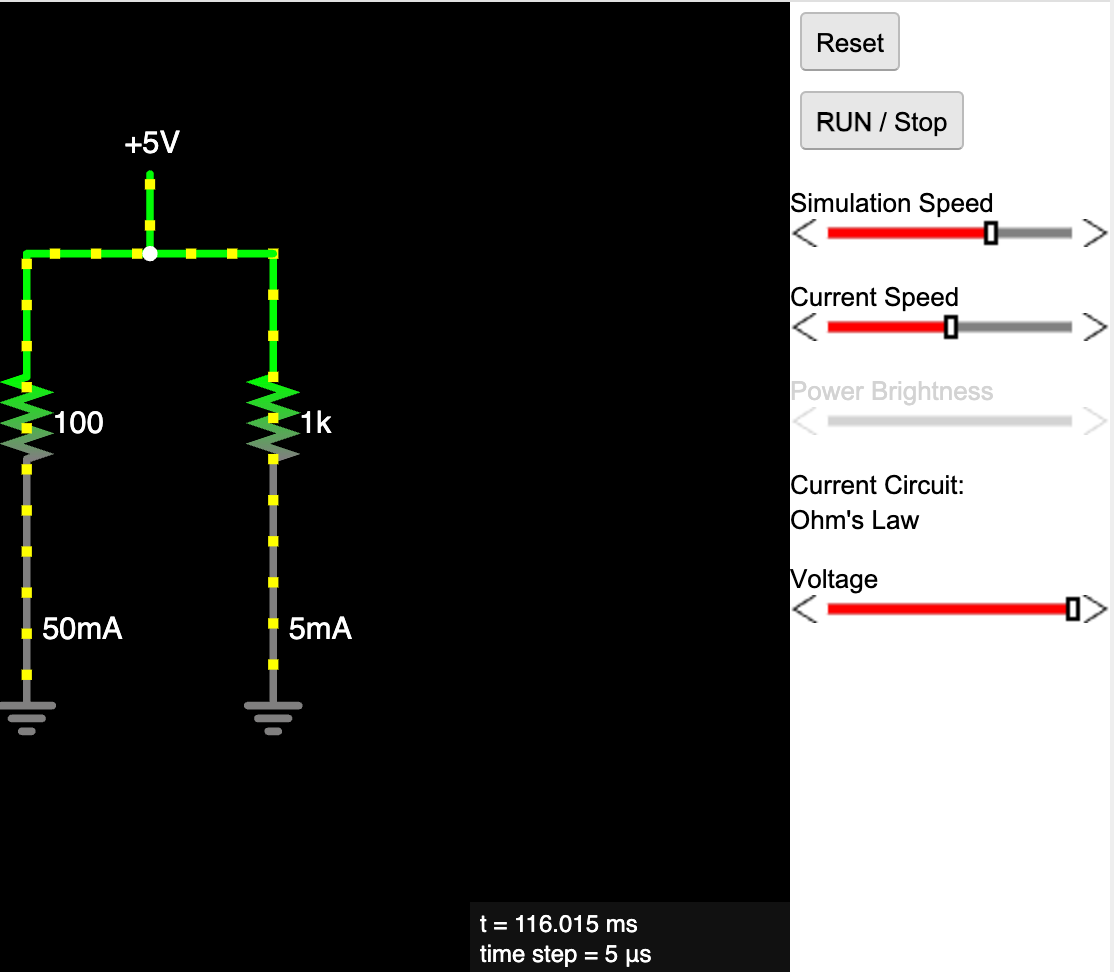 Reset
RUN / Stop
Simulation Speed
Current Speed
Power Brightness
Current Circuit:
Ohm's Law
Voltage
+5V
100
1k
50mA
5mA
t = 116.015 ms
time step = 5 µs